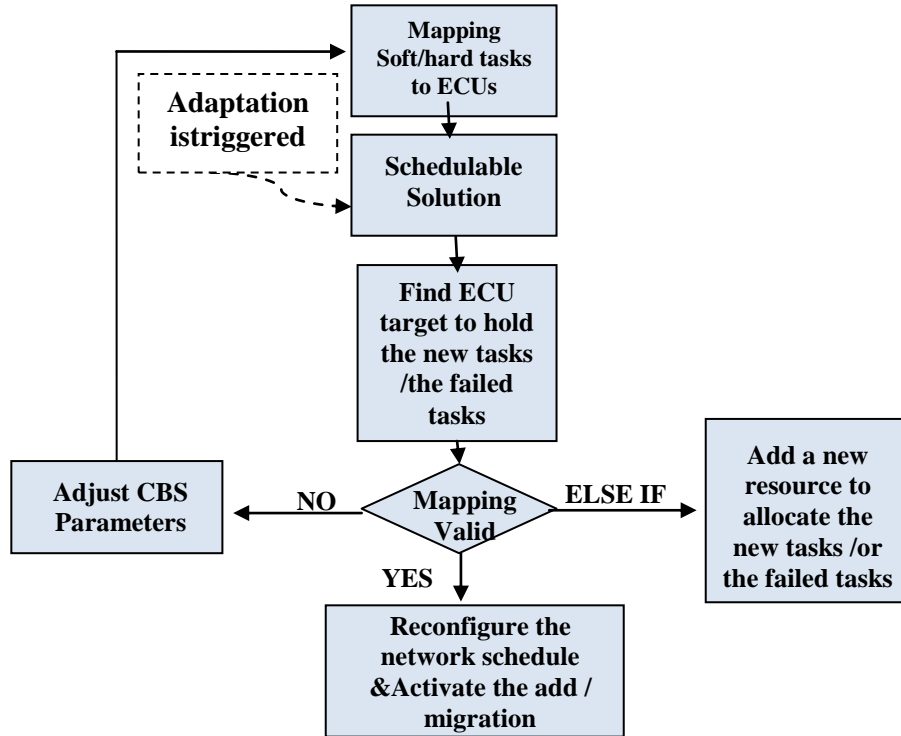 Mapping
Soft/hard tasks
to ECUs
Adaptation
istriggered
Schedulable
Solution
Find ECU
target to hold
the new tasks
/the failed
tasks
Mapping
Valid
NO
Adjust CBS
Parameters
ELSE IF
Add a new
resource to
allocate the
new tasks /or
the failed tasks
YES
Reconfigure the
network schedule
&Activate the add /
migration